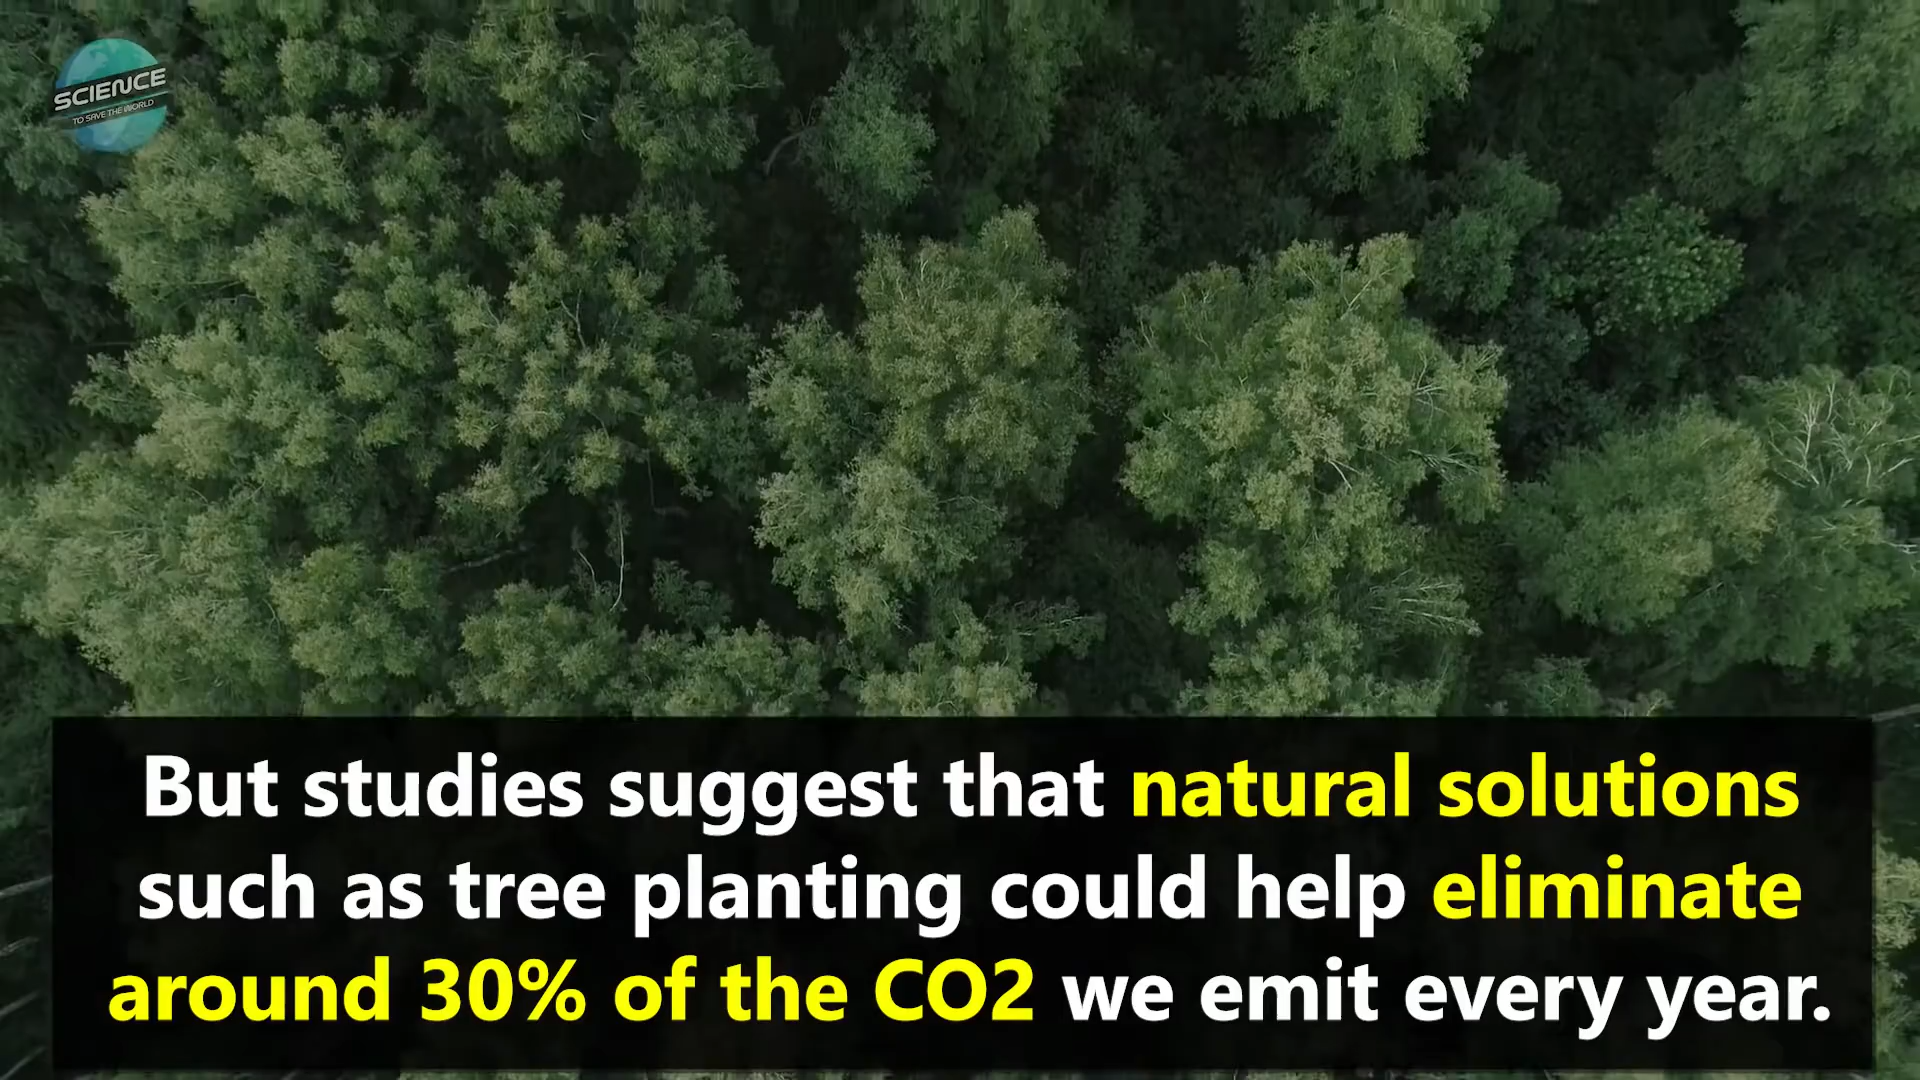 SCIENCE
TO SAVE THE WORLD
But studies suggest that natural solutions
such as tree planting could help eliminate
around 30% of the CO2 we emit every year.